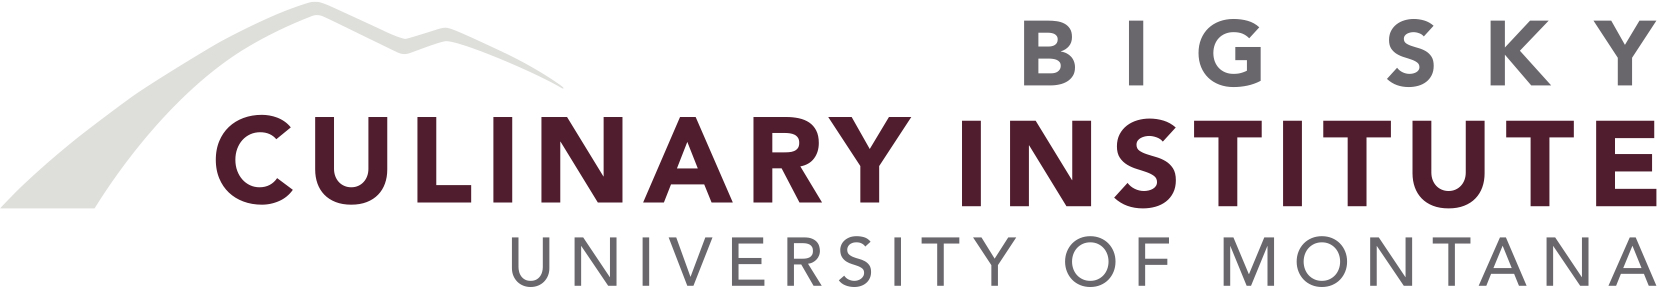 BIG SKY
CULINARY INSTITUTE
UNIVERSITY OF MONTANA